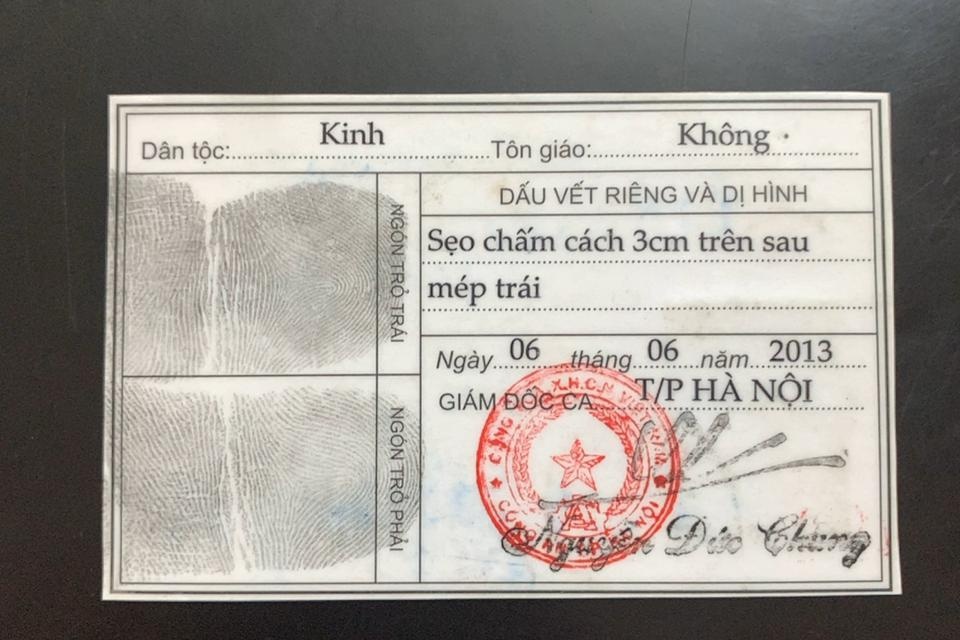 Dân tộc: Kinh Tôn giáo: Không
NGÓN TRỎ TRÁI
NGÓN TRỎ PHẢI
DẤU VẾT RIÊNG VÀ DỊ HÌNH
Sẹo chấm cách 3cm trên sau
mép trái
Ngày 06 tháng 06 năm 2013
GIÁM ĐỐC CA T/P HÀ NỘI
X.H.C.N VIỆT NAM
Nguyễn Đức Chung